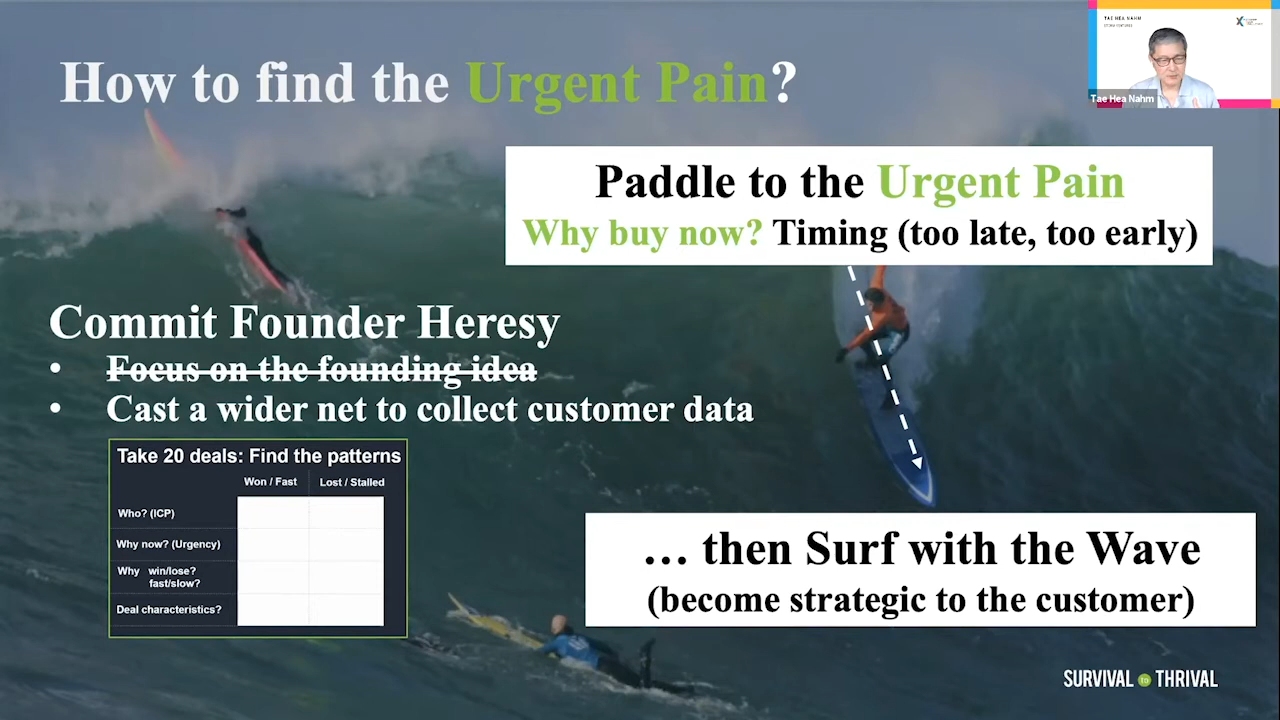 TAE HEA NAHM
Tae Hea Nahm
How to find the Urgent Pain?
Paddle to the Urgent Pain
Why buy now? Timing (too late, too early)
Commit Founder Heresy
• Focus on the founding idea
• Cast a wider net to collect customer data
Take 20 deals: Find the patterns
Won / Fast Lost / Stalled
Who? (ICP)
Why now? (Urgency)
Why win/lose?
fast/slow?
Deal characteristics?
… then Surf with the Wave
(become strategic to the customer)
SURVIVAL to THRIVAL